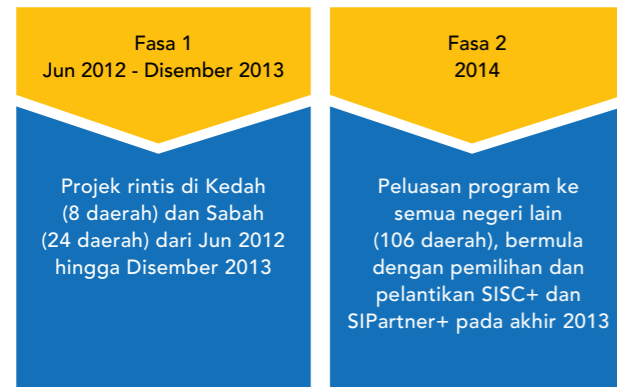 Fasa 1
Jun 2012 - Disember 2013
Projek rintis di Kedah
(8 daerah) dan Sabah
(24 daerah) dari Jun 2012
hingga Disember 2013
Fasa 2
2014
Peluasan program ke
semua negeri lain
(106 daerah), bermula
dengan pemilihan dan
pelantikan SISC+ dan
SIPartner+ pada akhir 2013